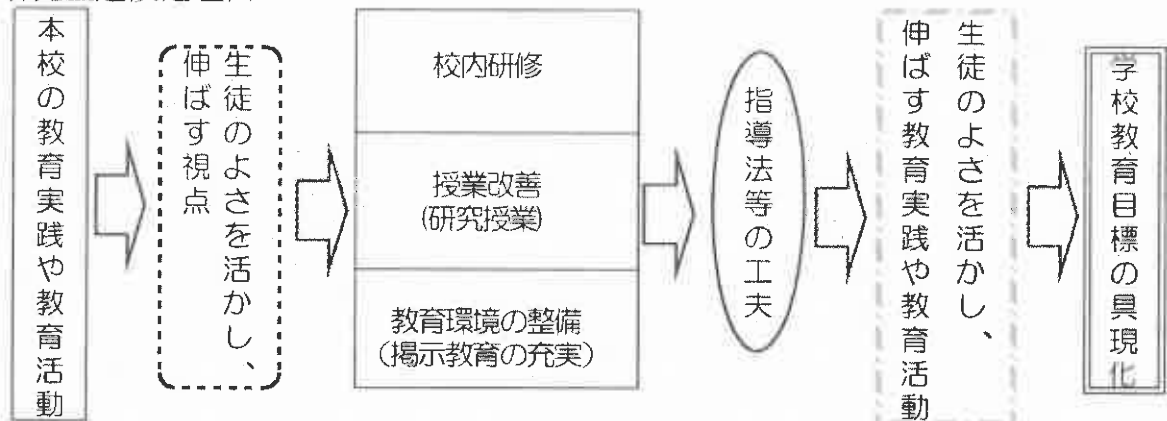 本校の教育実践や教育活動
生徒のよさを活かし、
伸ばす視点
校内研修
授業改善
(研究授業)
教育環境の整備
(掲示教育の充実)
指導法等の工夫
生徒のよさを活かし、
伸ばす教育実践や教育活動
学校教育目標の具現化